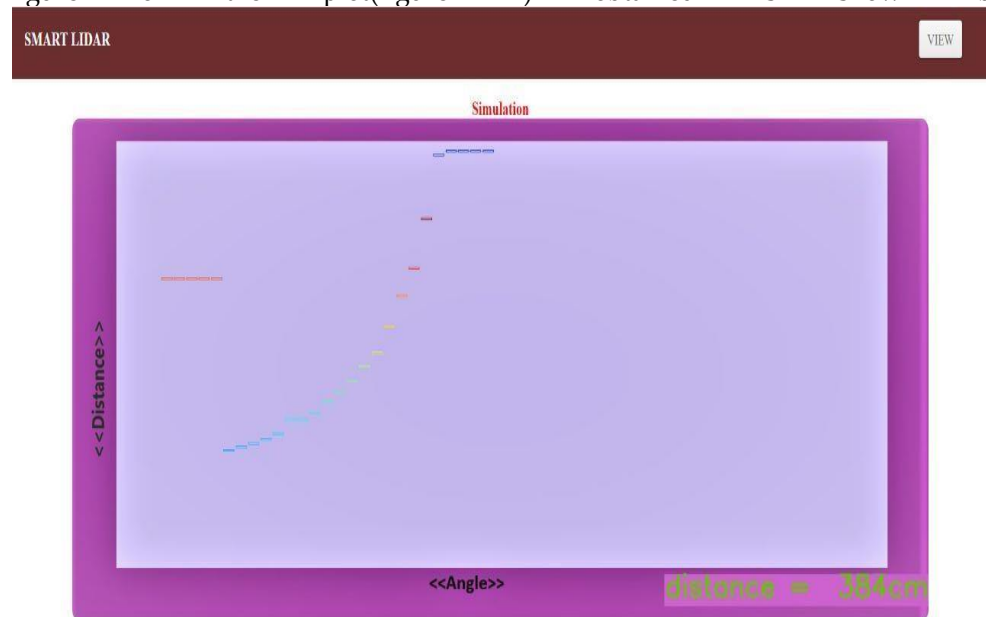 SMART LIDAR
VIEW
Simulation
<<Distance>>
<<Angle>>
distance = 384cm